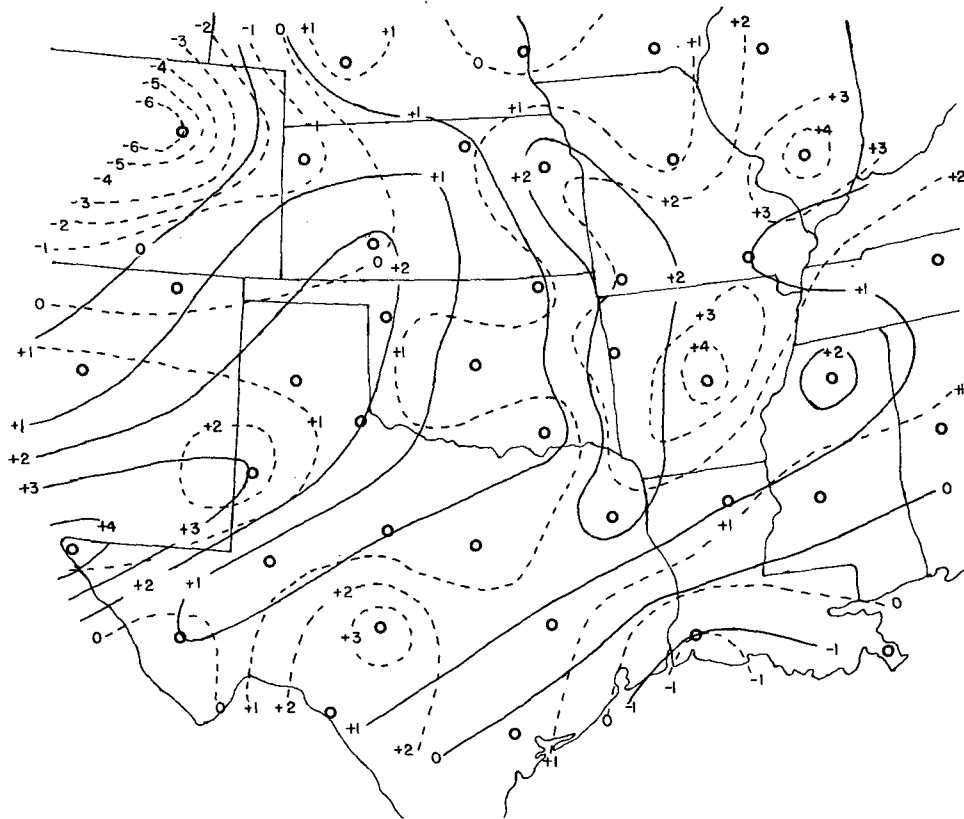 -2 -1 0 +1 +1 +2
-3 0 +1
-4
-5
-6 +1 +1 +3
-1 +4
-6 +3
-5 +2
-4 +1 +2
-3 +2
-2 +3
-1 0 0 +2 +2
0 +1
+3
+1 +1 +4 +2
+1 +2 +1 +1
+2
+3 +3 0
+4 +1
+2 +1 +2
0 +3 0
-1
-1 -1
0 +1 +2 +1 -1
0
+2 0 +1